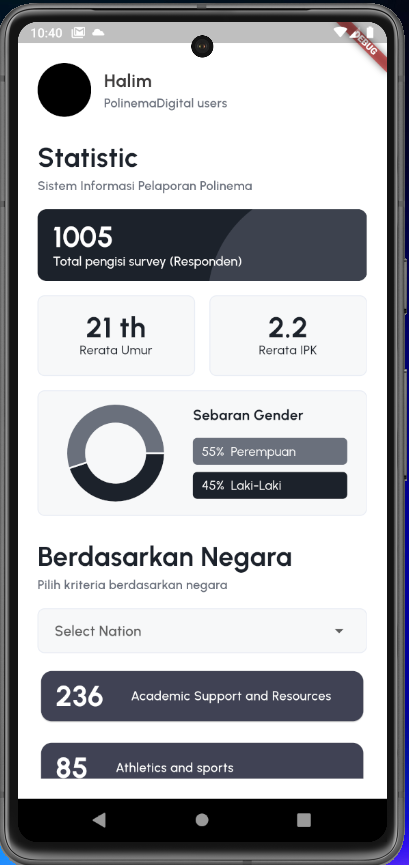 10:40
DEBUG
Halim
PolinemaDigital users
Statistic
Sistem Informasi Pelaporan Polinema
1005
Total pengisi survey (Responden)
21 th
Rerata Umur
2.2
Rerata IPK
Sebaran Gender
55% Perempuan
45% Laki-Laki
Berdasarkan Negara
Pilih kriteria berdasarkan negara
Select Nation
236 Academic Support and Resources
85 Athletics and sports